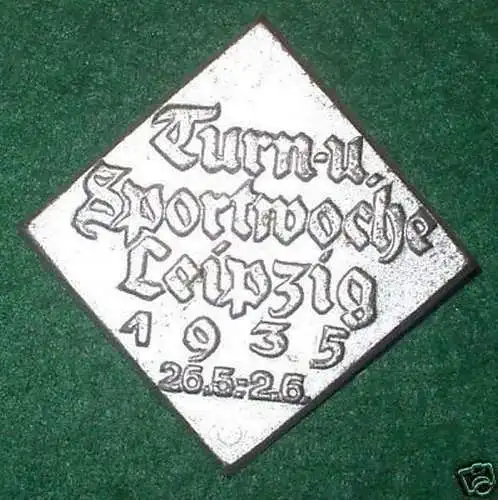 Turn-u.
Sportwoche
Leipzig
1935
26.5.-2.6.